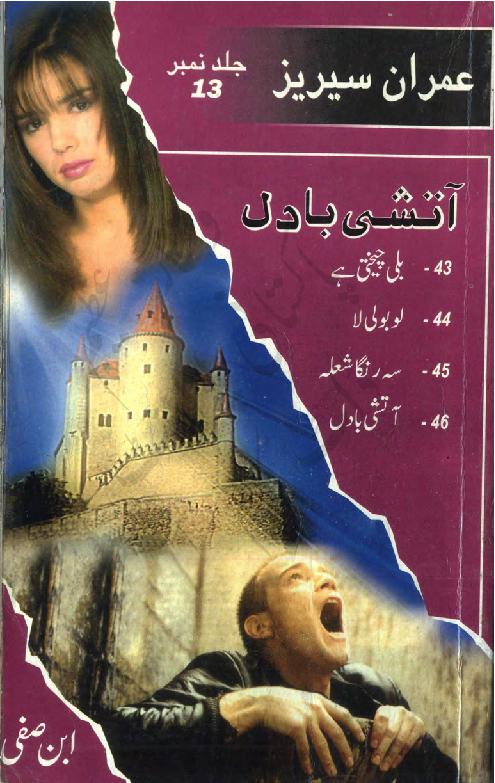 عمران سیریز
جلد نمبر
13
آتشی بادل
43- بلی چیختی ہے
44- لوبولی لا
45- سہ رنگا شعلہ
46- آتشی بادل
ابن صفی